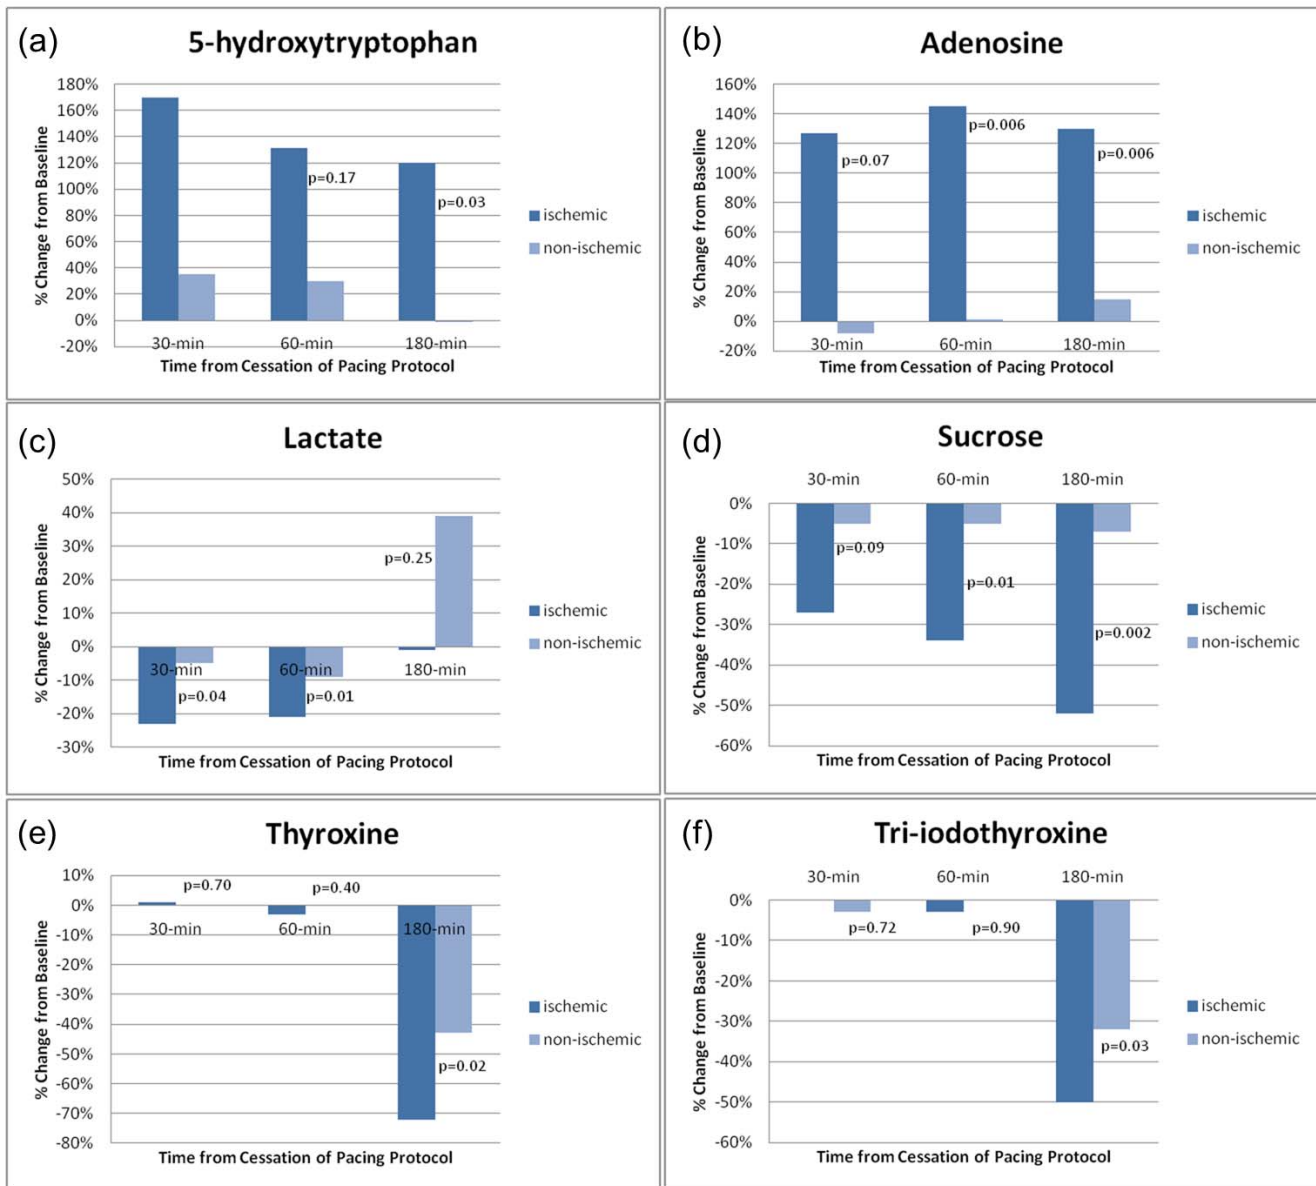 (a)
5-hydroxytryptophan
180%
160%
140%
120%
100%
80%
60%
40%
20%
0%
-20%
% Change from Baseline
p=0.17
p=0.03
30-min
60-min
180-min
Time from Cessation of Pacing Protocol
ischemic
non-ischemic
(b)
Adenosine
160%
140%
120%
100%
80%
60%
40%
20%
0%
-20%
% Change from Baseline
p=0.07
p=0.006
p=0.006
30-min
60-min
180-min
Time from Cessation of Pacing Protocol
ischemic
non-ischemic
(c)
Lactate
50%
40%
30%
20%
10%
0%
-10%
-20%
-30%
% Change from Baseline
p=0.25
30-min
60-min
180-min
p=0.04
p=0.01
Time from Cessation of Pacing Protocol
ischemic
non-ischemic
(d)
Sucrose
30-min
60-min
180-min
0%
-10%
-20%
-30%
-40%
-50%
-60%
% Change from Baseline
p=0.09
p=0.01
p=0.002
Time from Cessation of Pacing Protocol
ischemic
non-ischemic
(e)
Thyroxine
10%
0%
-10%
-20%
-30%
-40%
-50%
-60%
-70%
-80%
% Change from Baseline
p=0.70
p=0.40
30-min
60-min
180-min
p=0.02
Time from Cessation of Pacing Protocol
ischemic
non-ischemic
(f)
Tri-iodothyroxine
30-min
60-min
180-min
0%
-10%
-20%
-30%
-40%
-50%
-60%
% Change from Baseline
p=0.72
p=0.90
p=0.03
Time from Cessation of Pacing Protocol
ischemic
non-ischemic